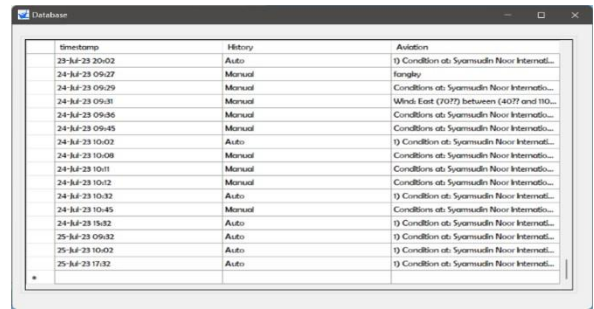 Database
timestamp History Aviation
23-Jul-23 20:02 Auto 1) Condition at: Syamsudin Noor Internati...
24-Jul-23 09:27 Manual fangky
24-Jul-23 09:29 Manual Conditions at: Syamsudin Noor Internatio...
24-Jul-23 09:31 Manual Wind: East (70??) between (40?? and 110...
24-Jul-23 09:36 Manual Conditions at: Syamsudin Noor Internatio...
24-Jul-23 09:45 Manual Conditions at: Syamsudin Noor Internatio...
24-Jul-23 10:02 Auto 1) Condition at: Syamsudin Noor Internati...
24-Jul-23 10:08 Manual Conditions at: Syamsudin Noor Internatio...
24-Jul-23 10:11 Manual Conditions at: Syamsudin Noor Internatio...
24-Jul-23 10:12 Manual Conditions at: Syamsudin Noor Internatio...
24-Jul-23 10:32 Auto 1) Condition at: Syamsudin Noor Internati...
24-Jul-23 10:45 Manual Conditions at: Syamsudin Noor Internatio...
24-Jul-23 15:32 Auto 1) Condition at: Syamsudin Noor Internati...
25-Jul-23 09:32 Auto 1) Condition at: Syamsudin Noor Internati...
25-Jul-23 10:02 Auto 1) Condition at: Syamsudin Noor Internati...
25-Jul-23 17:32 Auto 1) Condition at: Syamsudin Noor Internati...
*